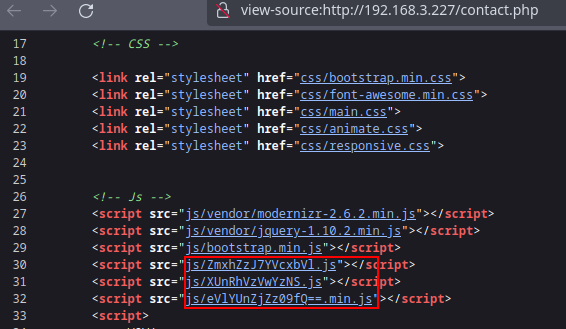 view-source:http://192.168.3.227/contact.php
17 <!-- CSS -->
18
19 <link rel="stylesheet" href="css/bootstrap.min.css">
20 <link rel="stylesheet" href="css/font-awesome.min.css">
21 <link rel="stylesheet" href="css/main.css">
22 <link rel="stylesheet" href="css/animate.css">
23 <link rel="stylesheet" href="css/responsive.css">
24
25
26 <!-- Js -->
27 <script src="js/vendor/modernizr-2.6.2.min.js"></script>
28 <script src="js/vendor/jquery-1.10.2.min.js"></script>
29 <script src="js/bootstrap.min.js"></script>
30 <script src="js/ZmxhZzJ7YVcxbVl.js"></script>
31 <script src="js/XUnRhVzVwYzNS.js"></script>
32 <script src="js/eVlYUnZjZz09fQ==.min.js"></script>
33 <script>